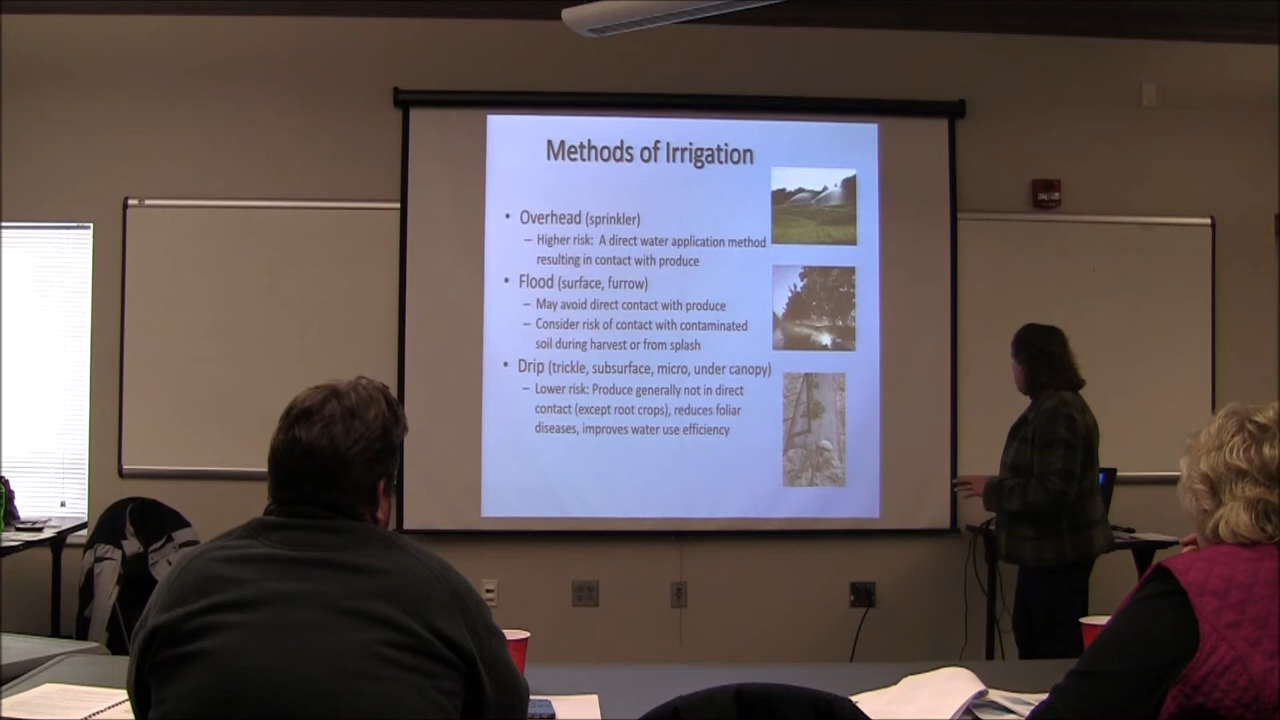 Methods of Irrigation
• Overhead (sprinkler)
– Higher risk: A direct water application method
resulting in contact with produce
• Flood (surface, furrow)
– May avoid direct contact with produce
– Consider risk of contact with contaminated
soil during harvest or from splash
• Drip (trickle, subsurface, micro, under canopy)
– Lower risk: Produce generally not in direct
contact (except root crops), reduces foliar
diseases, improves water use efficiency